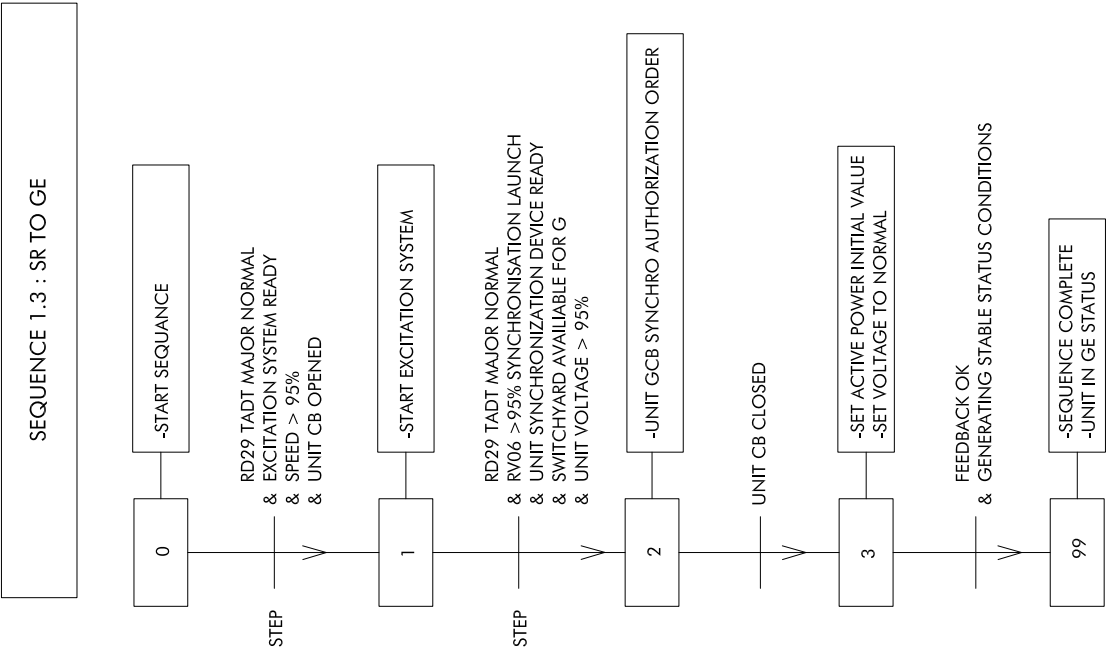 SEQUENCE 1.3 : SR TO GE
0
-START SEQUANCE
STEP
RD29 TADT MAJOR NORMAL
& EXCITATION SYSTEM READY
& SPEED > 95%
& UNIT CB OPENED
1
-START EXCITATION SYSTEM
STEP
RD29 TADT MAJOR NORMAL
& RV06 >95% SYNCHRONISATION LAUNCH
& UNIT SYNCHRONIZATION DEVICE READY
& SWITCHYARD AVAILIABLE FOR G
& UNIT VOLTAGE > 95%
2
-UNIT GCB SYNCHRO AUTHORIZATION ORDER
UNIT CB CLOSED
3
-SET ACTIVE POWER INITIAL VALUE
-SET VOLTAGE TO NORMAL
FEEDBACK OK
& GENERATING STABLE STATUS CONDITIONS
99
-SEQUENCE COMPLETE
-UNIT IN GE STATUS